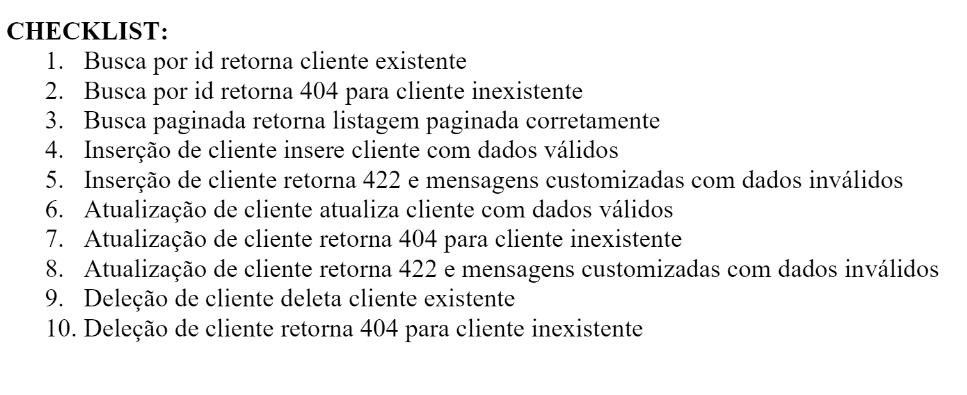 CHECKLIST:
1. Busca por id retorna cliente existente
2. Busca por id retorna 404 para cliente inexistente
3. Busca paginada retorna listagem paginada corretamente
4. Inserção de cliente insere cliente com dados válidos
5. Inserção de cliente retorna 422 e mensagens customizadas com dados inválidos
6. Atualização de cliente atualiza cliente com dados válidos
7. Atualização de cliente retorna 404 para cliente inexistente
8. Atualização de cliente retorna 422 e mensagens customizadas com dados inválidos
9. Deleção de cliente deleta cliente existente
10. Deleção de cliente retorna 404 para cliente inexistente